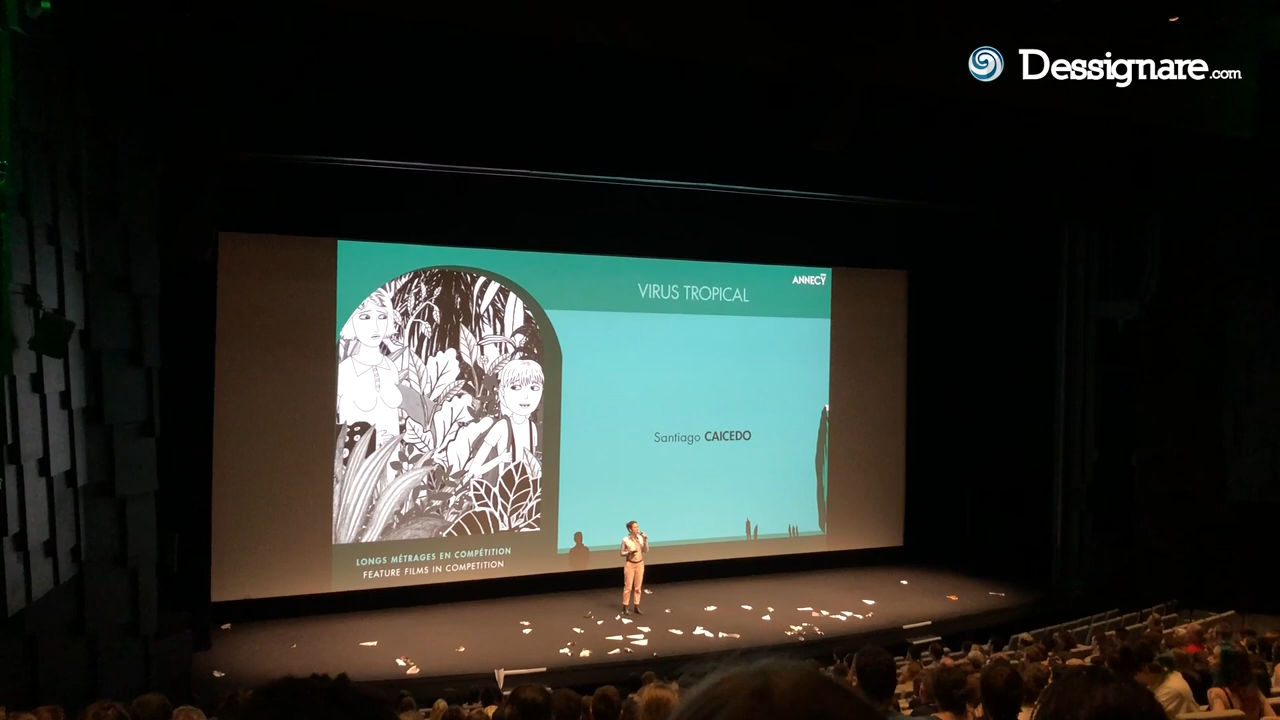 Dessignare.com
ANNECY
VIRUS TROPICAL
Santiago CAICEDO
LONGS MÉTRAGES EN COMPÉTITION
FEATURE FILMS IN COMPETITION